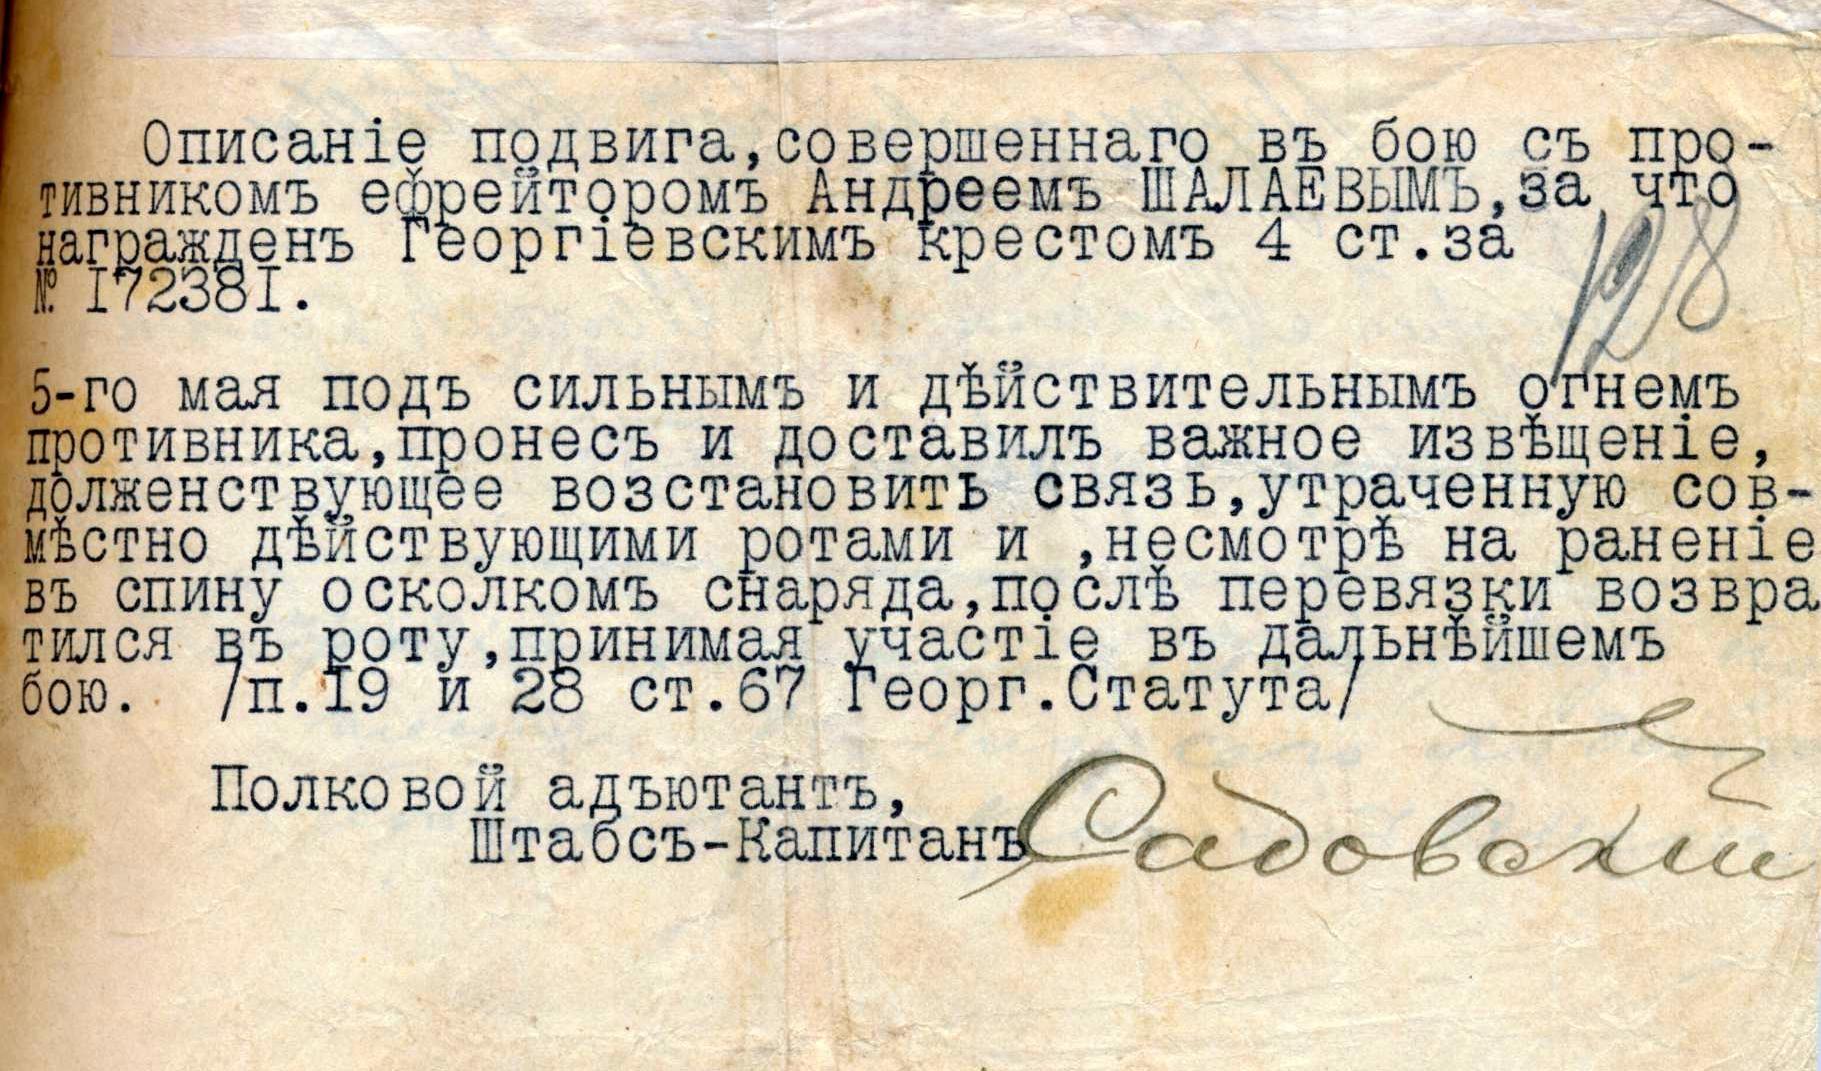 Описаніе подвига,совершеннаго въ бою съ про-
тивникомъ ефрейторомъ Андреемъ ШАЛАЕВЫМЪ,за что
награжденъ Георгіевскимъ крестомъ 4 ст.за
№ I7238I.
128
5-го мая подъ сильнымъ и дѣйствительнымъ огнемъ
противника,пронесъ и доставилъ важное извѣщеніе,
долженствующее возстановить связь,утраченную сов-
мѣстно дѣйствующими ротами и ,несмотрѣ на раненіе
въ спину осколкомъ снаряда,послѣ перевязки возвра
тился въ роту,принимая участіе въ дальнѣйшемъ
бою. /п.I9 и 28 ст.67 Георг.Статута/
Полковой адъютантъ,
Штабсъ-Капитанъ Садовскій